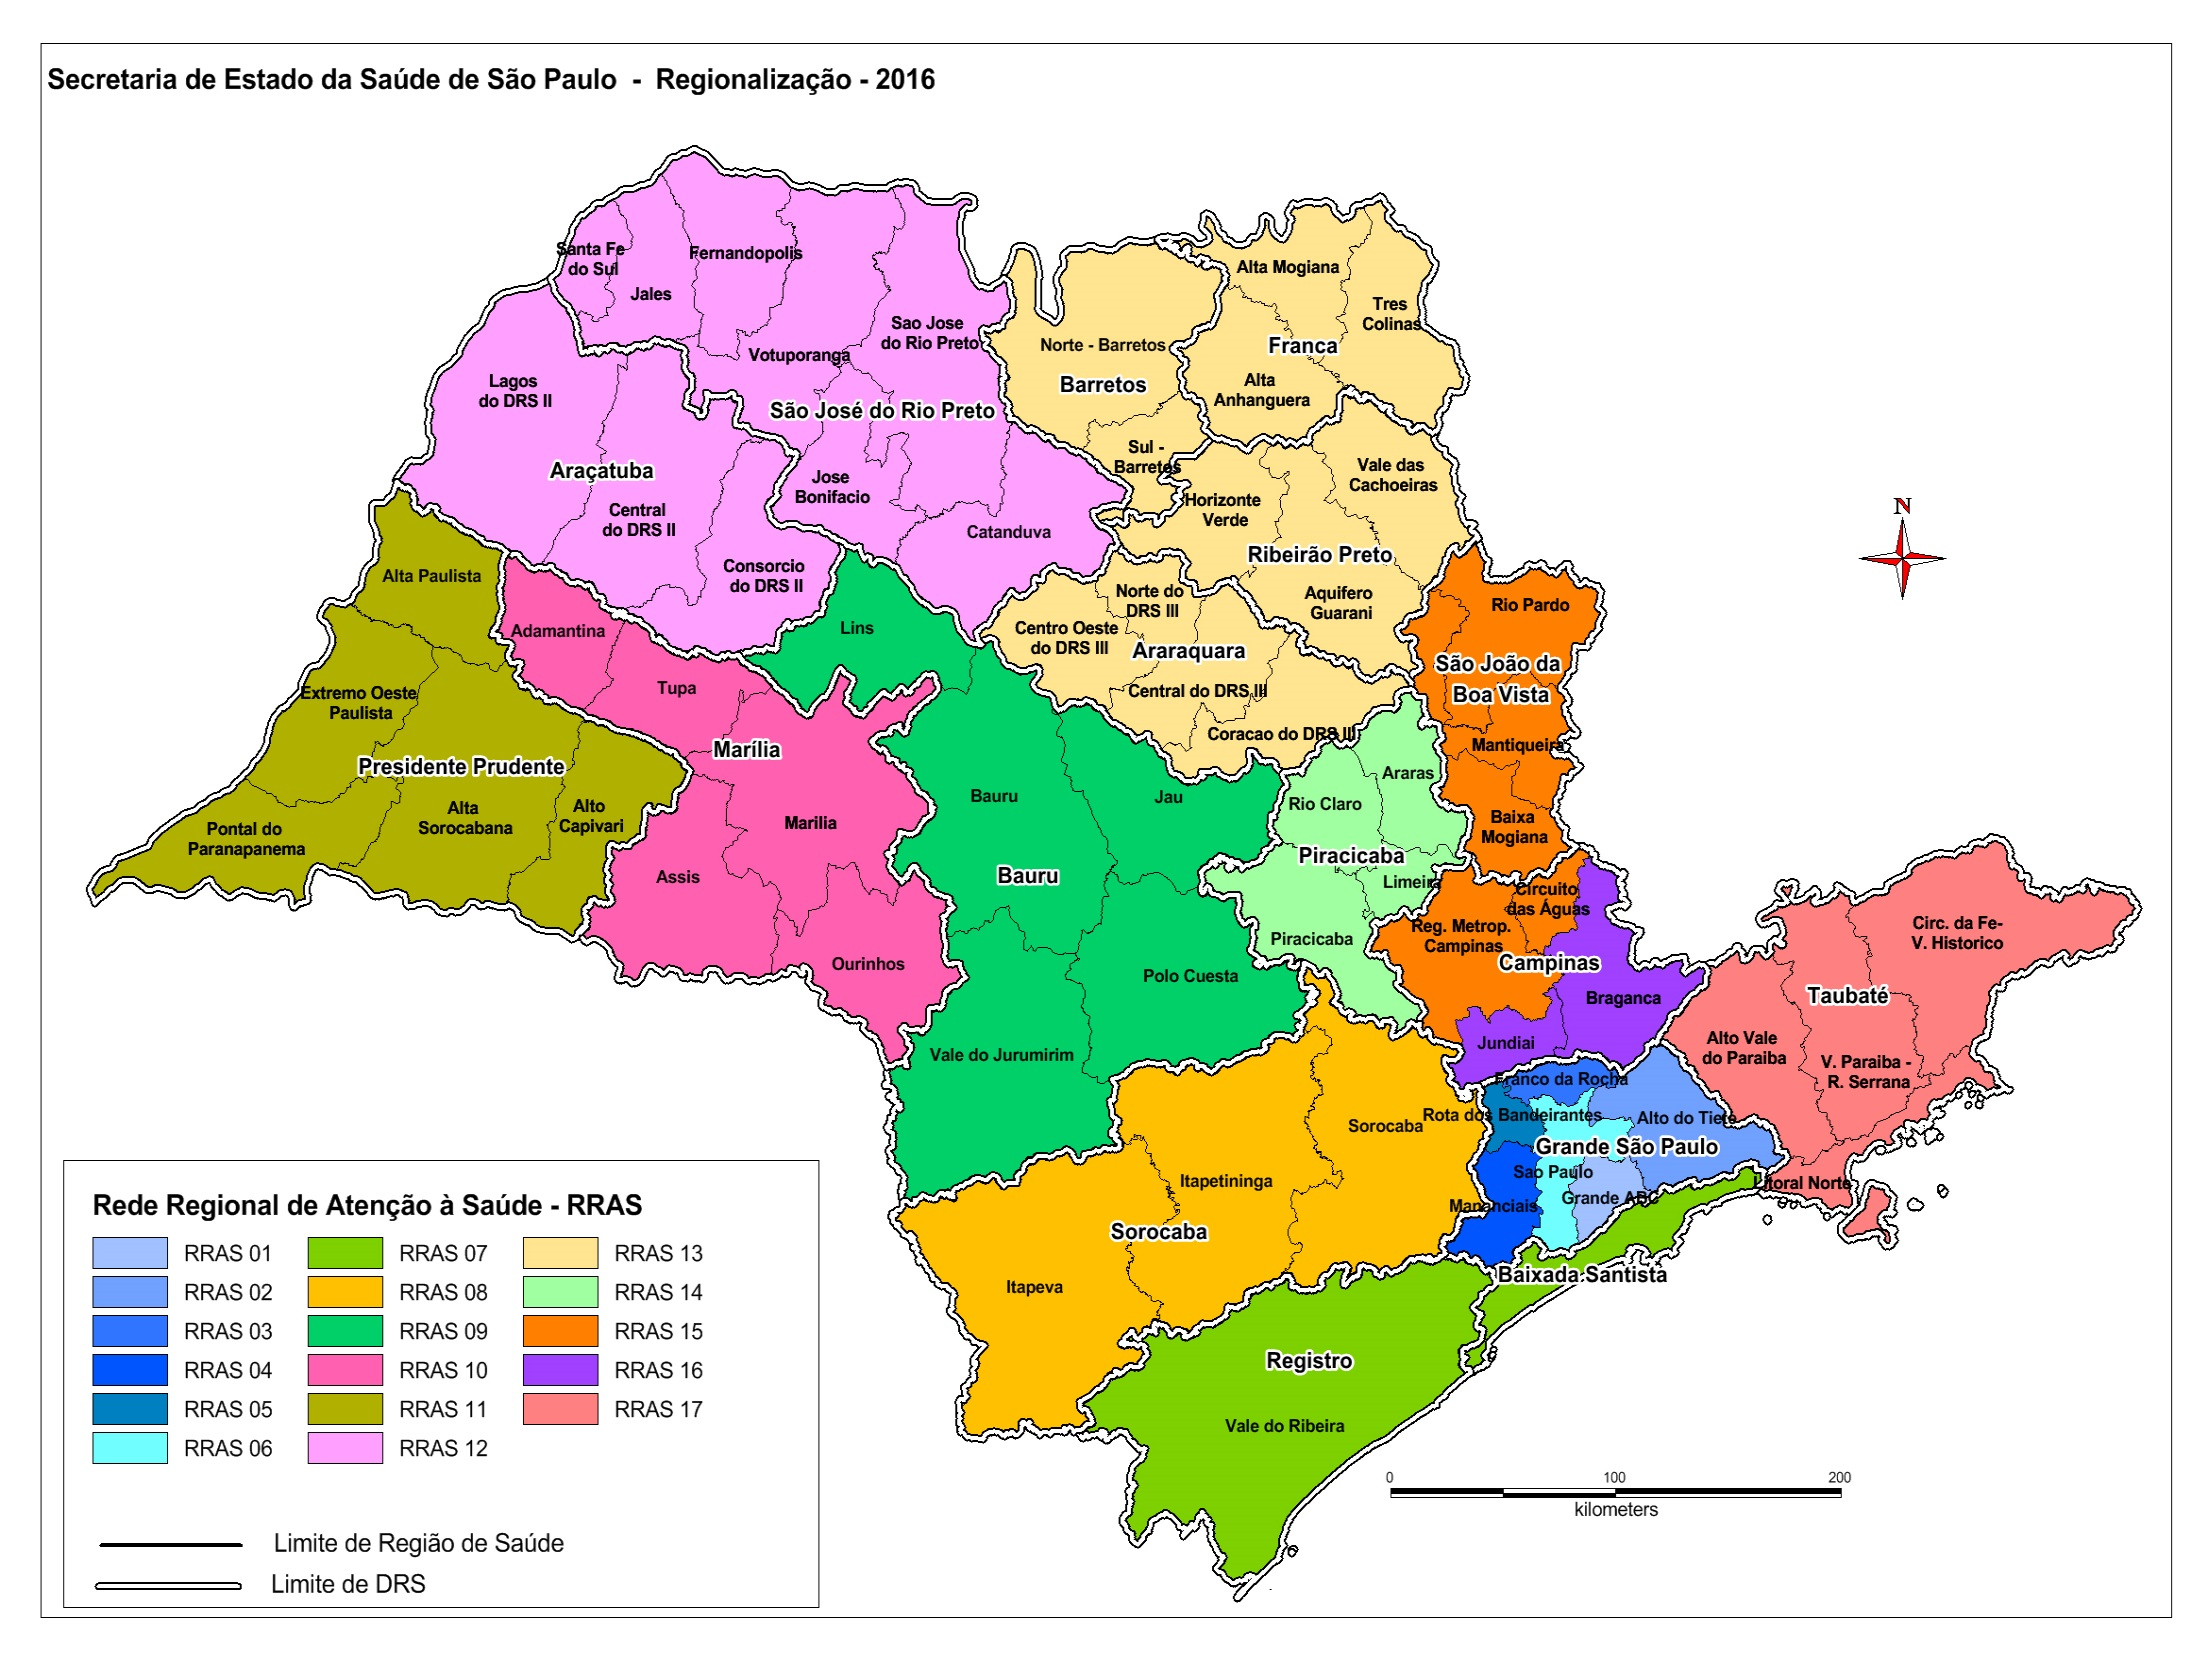 Secretaria de Estado da Saúde de São Paulo - Regionalização - 2016
Santa Fe
do Sul
Jales
Fernandopolis
Votuporanga
Sao Jose
do Rio Preto
São José do Rio Preto
Jose
Bonifacio
Catanduva
Lagos
do DRS II
Araçatuba
Central
do DRS II
Consorcio
do DRS II
Norte - Barretos
Barretos
Sul -
Barretos
Alta Mogiana
Tres
Colinas
Franca
Alta
Anhanguera
Vale das
Cachoeiras
Horizonte
Verde
Ribeirão Preto
Aquifero
Guarani
N
Norte do
DRS III
Centro Oeste
do DRS III
Araraquara
Central do DRS III
Coracao do DRS III
Rio Pardo
São João da
Boa Vista
Mantiqueira
Baixa
Mogiana
Alta Paulista
Extremo Oeste
Paulista
Presidente Prudente
Alta
Sorocabana
Alto
Capivari
Pontal do
Paranapanema
Adamantina
Tupa
Marília
Marilia
Assis
Ourinhos
Lins
Bauru
Jau
Bauru
Polo Cuesta
Vale do Jurumirim
Araras
Rio Claro
Piracicaba
Limeira
Piracicaba
Circuito
das Águas
Reg. Metrop.
Campinas
Campinas
Braganca
Jundiai
Circ. da Fe-
V. Historico
Taubaté
Alto Vale
do Paraiba
V. Paraiba -
R. Serrana
Litoral Norte
Franco da Rocha
Rota dos Bandeirantes
Alto do Tiete
Grande São Paulo
Sao Paulo
Grande ABC
Mananciais
Sorocaba
Itapetininga
Sorocaba
Itapeva
Baixada Santista
Registro
Vale do Ribeira
Rede Regional de Atenção à Saúde - RRAS
RRAS 01
RRAS 02
RRAS 03
RRAS 04
RRAS 05
RRAS 06
RRAS 07
RRAS 08
RRAS 09
RRAS 10
RRAS 11
RRAS 12
RRAS 13
RRAS 14
RRAS 15
RRAS 16
RRAS 17
Limite de Região de Saúde
Limite de DRS
0 100 200
kilometers